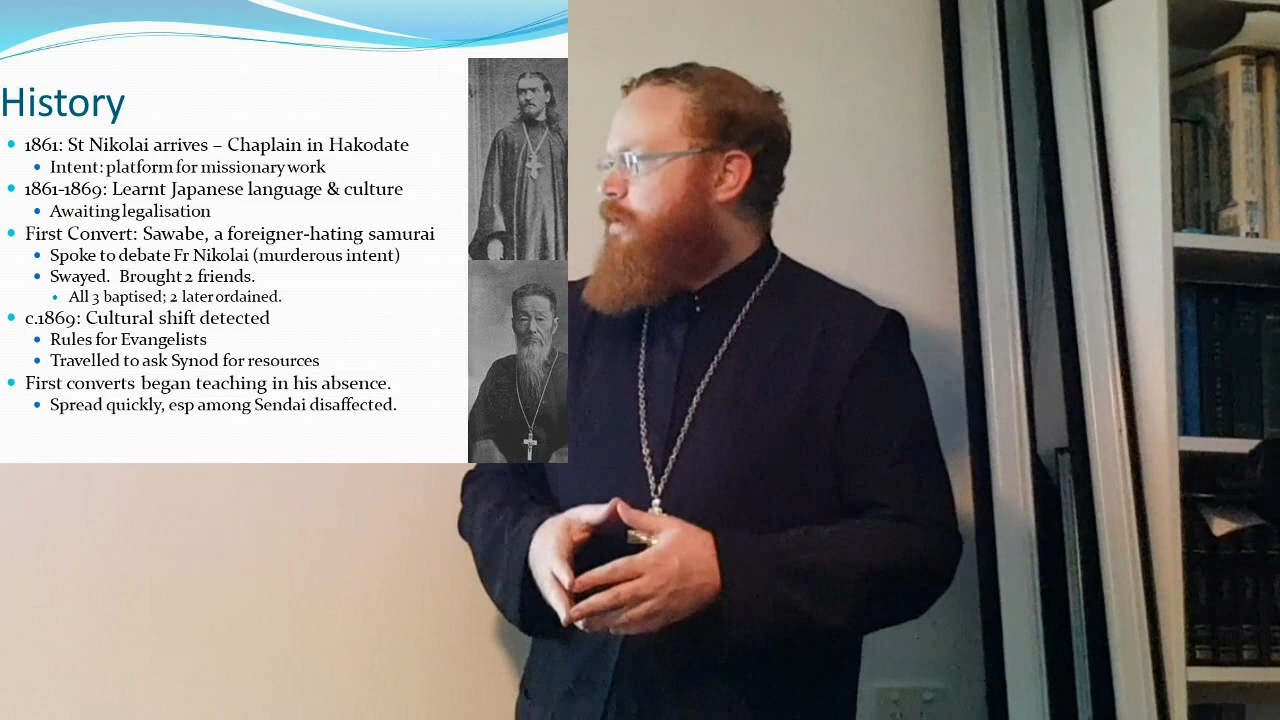 History
1861: St Nikolai arrives – Chaplain in Hakodate
Intent: platform for missionary work
1861-1869: Learnt Japanese language & culture
Awaiting legalisation
First Convert: Sawabe, a foreigner-hating samurai
Spoke to debate Fr Nikolai (murderous intent)
Swayed. Brought 2 friends.
All 3 baptised; 2 later ordained.
c.1869: Cultural shift detected
Rules for Evangelists
Travelled to ask Synod for resources
First converts began teaching in his absence.
Spread quickly, esp among Sendai disaffected.